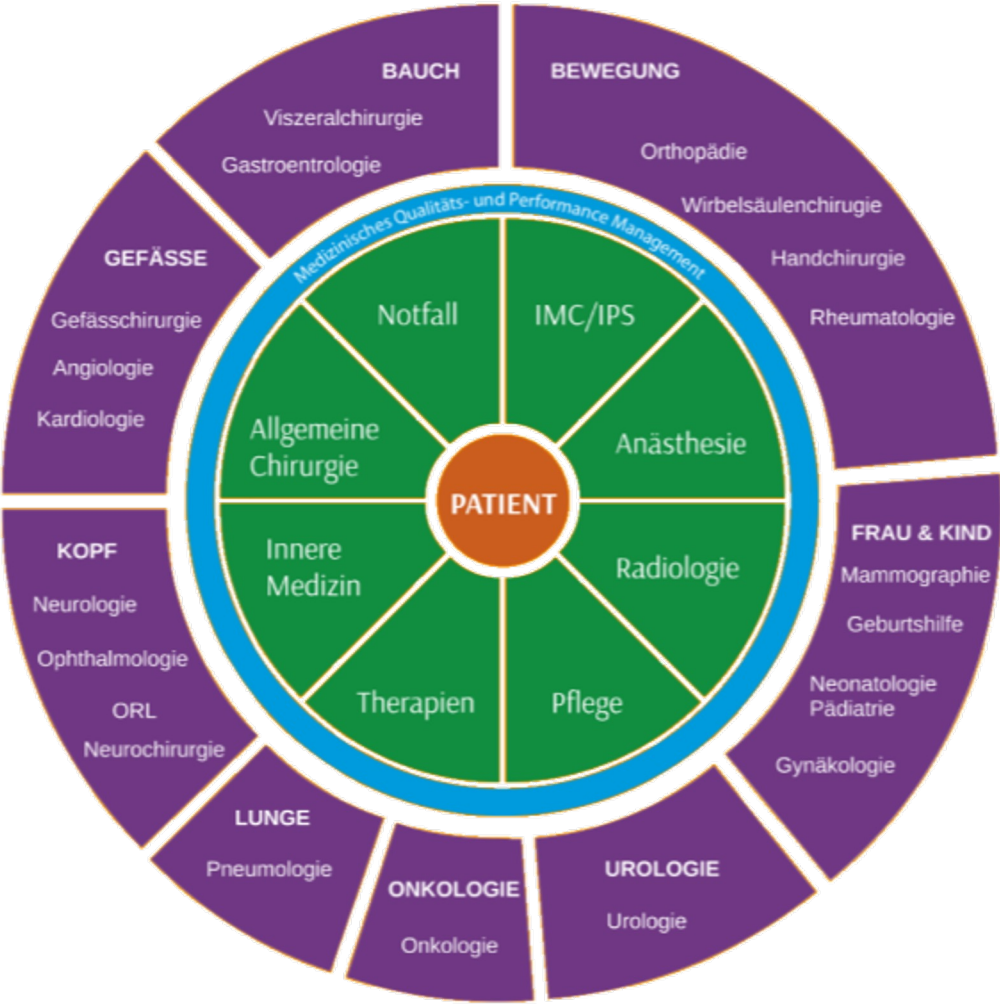 BAUCH
Viszeralchirurgie
Gastroentrologie
BEWEGUNG
Orthopädie
Wirbelsäulenchirugie
Handchirurgie
Rheumatologie
GEFÄSSE
Gefässchirurgie
Angiologie
Kardiologie
Medizinisches Qualitäts- und Performance Management
Notfall
IMC/IPS
Allgemeine
Chirurgie
Anästhesie
PATIENT
Innere
Medizin
Radiologie
Therapien
Pflege
KOPF
Neurologie
Ophthalmologie
ORL
Neurochirurgie
FRAU & KIND
Mammographie
Geburtshilfe
Neonatologie
Pädiatrie
Gynäkologie
LUNGE
Pneumologie
ONKOLOGIE
Onkologie
UROLOGIE
Urologie